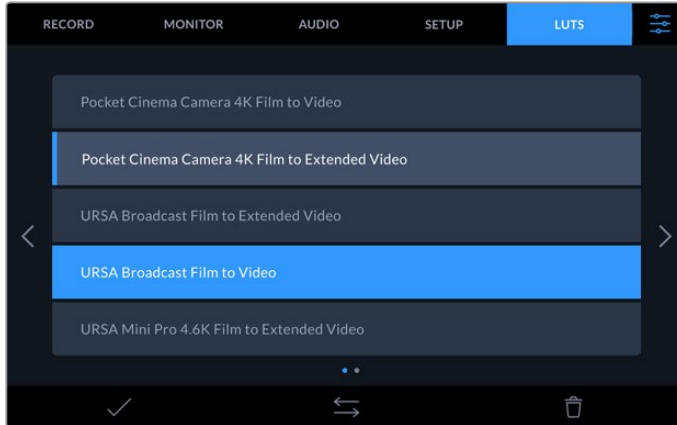 RECORD MONITOR AUDIO SETUP LUTS
Pocket Cinema Camera 4K Film to Video
Pocket Cinema Camera 4K Film to Extended Video
URSA Broadcast Film to Extended Video
URSA Broadcast Film to Video
URSA Mini Pro 4.6K Film to Extended Video